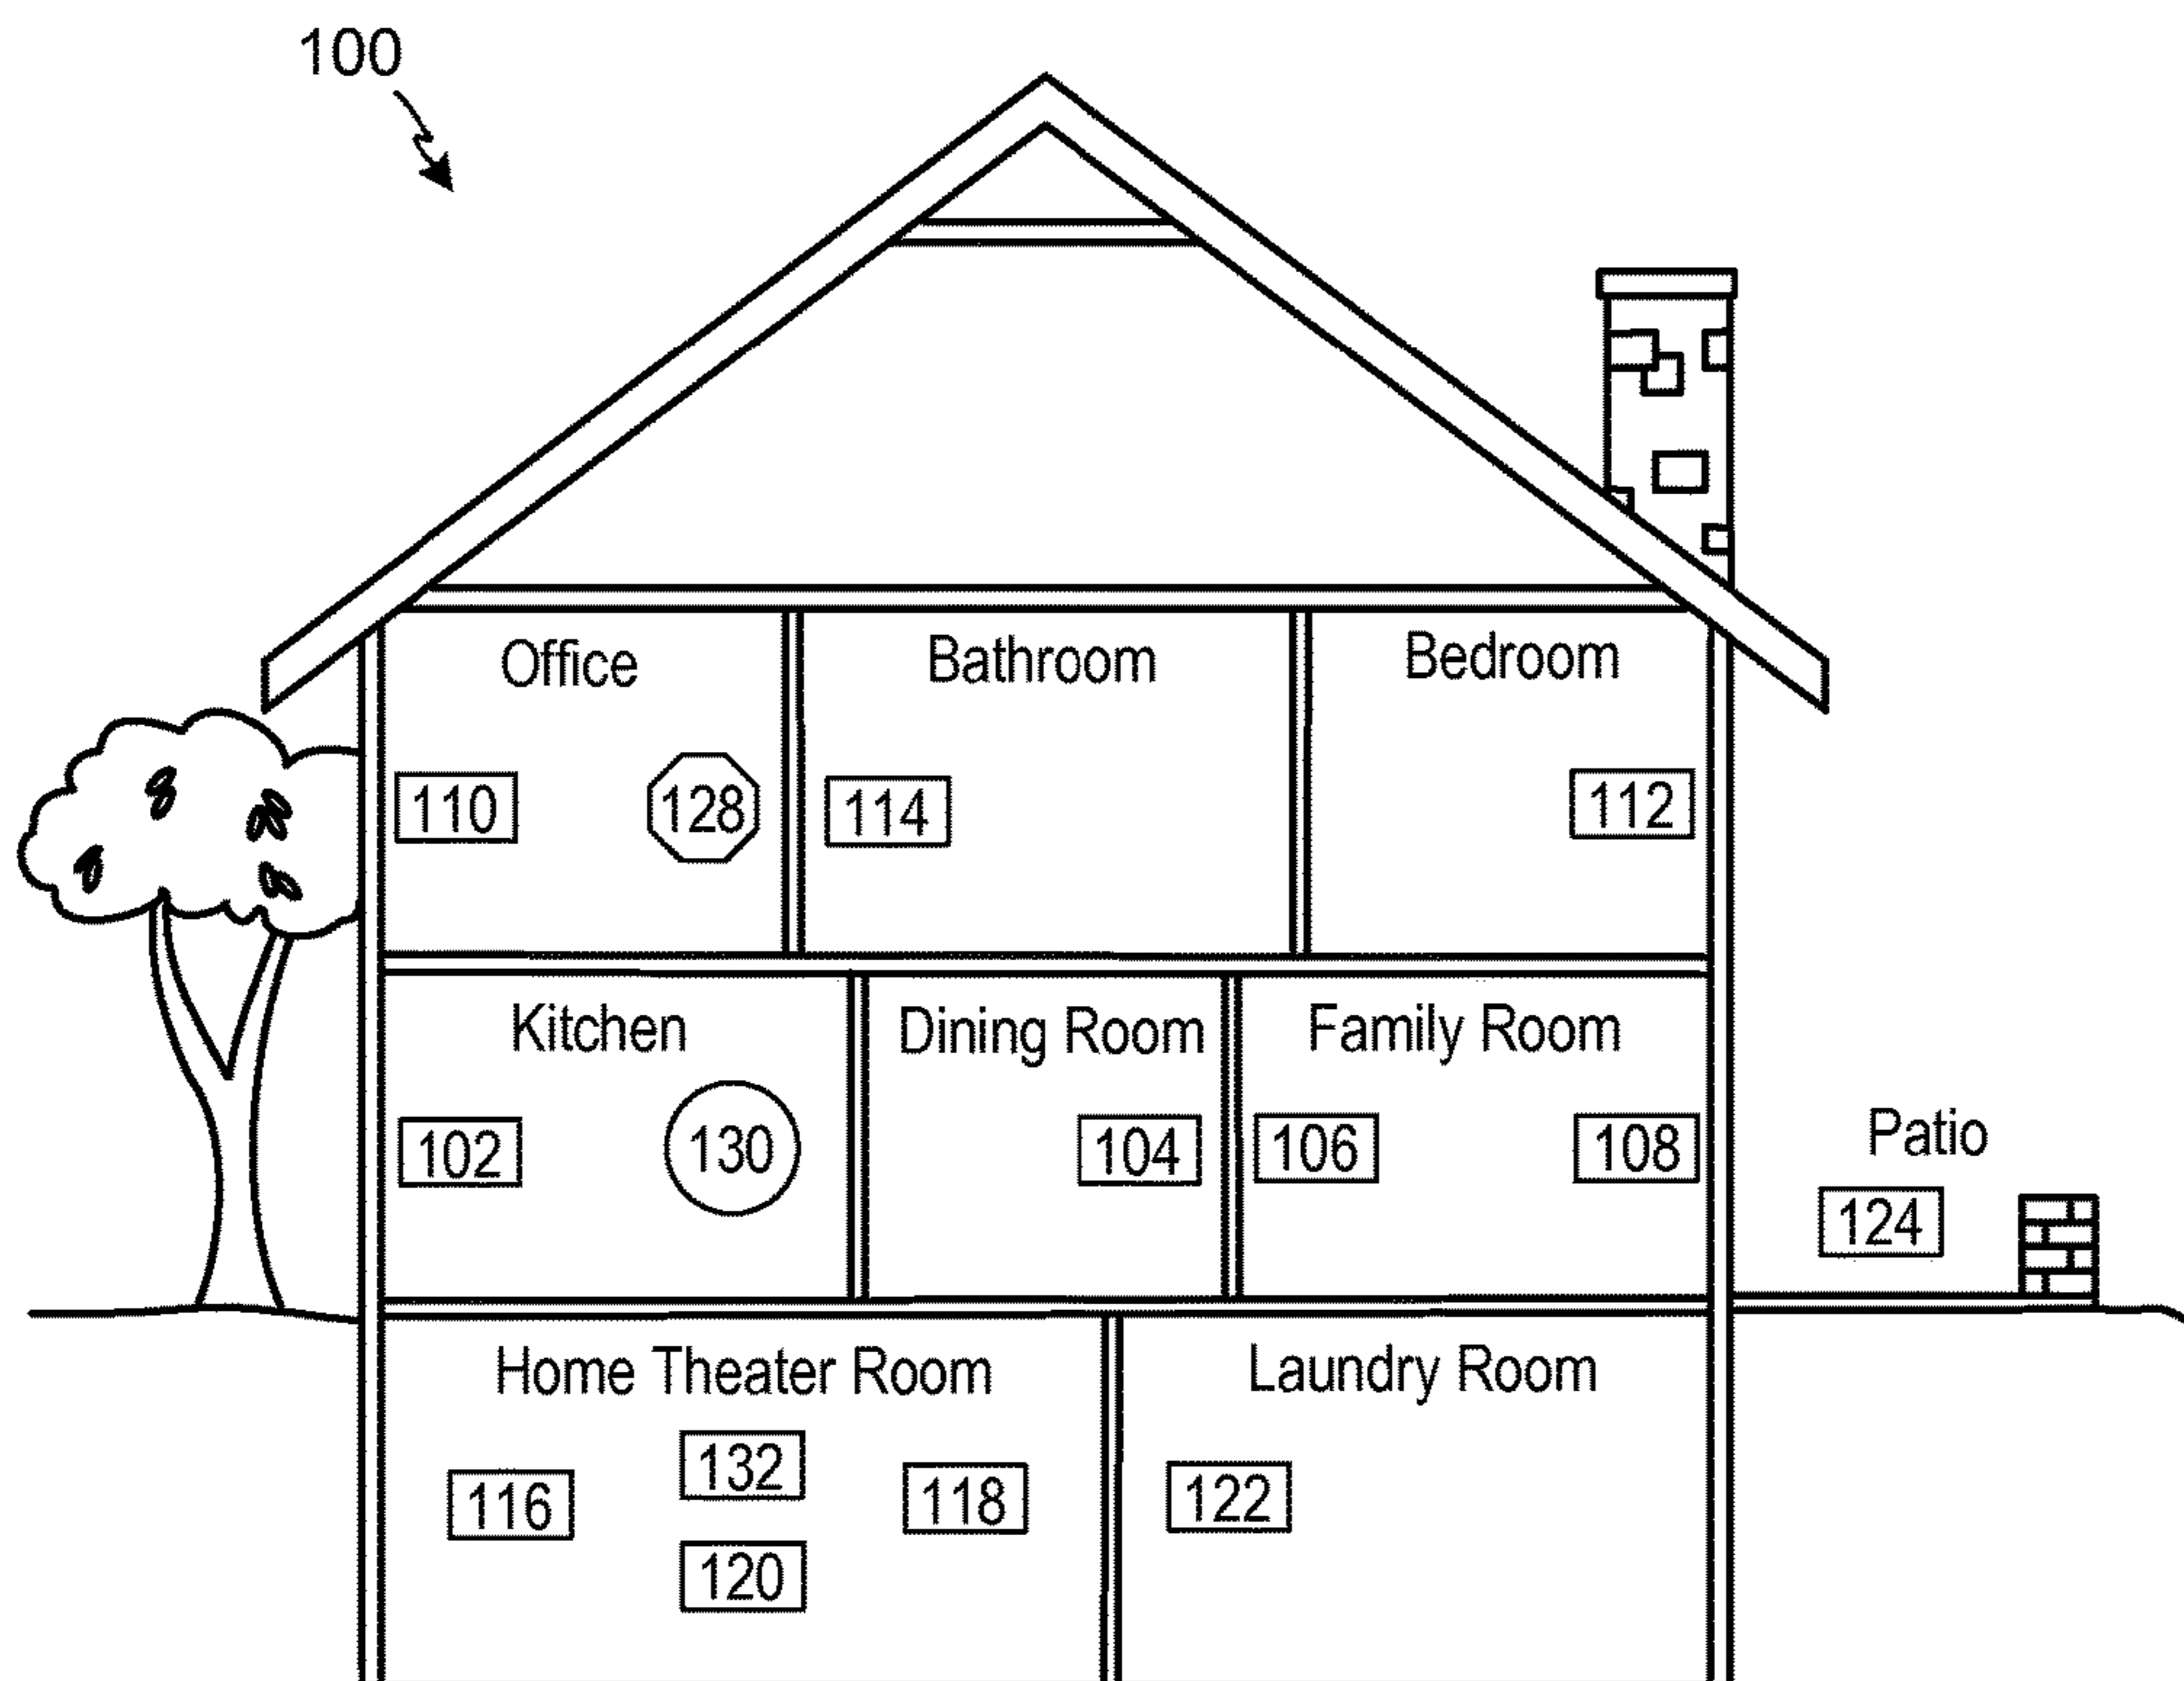 100
Office
Bathroom
Bedroom
110
128
114
112
Kitchen
Dining Room
Family Room
102
130
104
106
108
Patio
124
Home Theater Room
Laundry Room
116
132
118
122
120